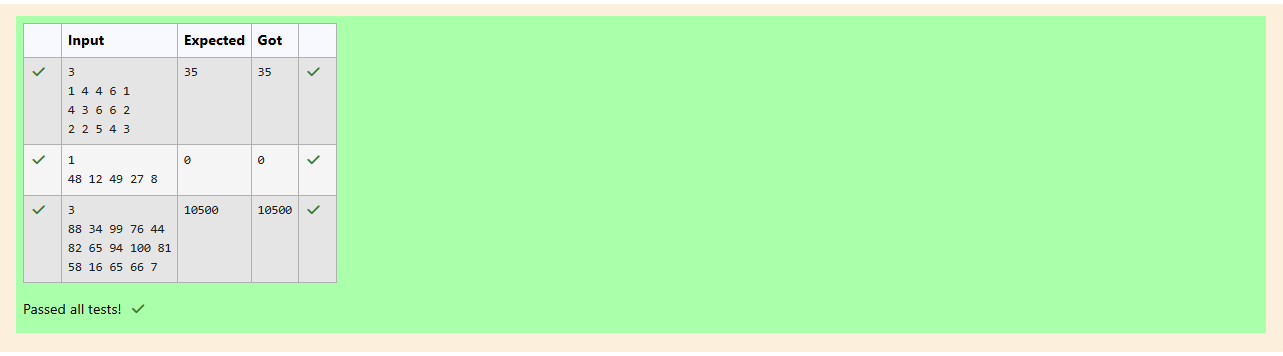 Input Expected Got
3 35 35
1 4 4 6 1
4 3 6 6 2
2 2 5 4 3
1 0 0
48 12 49 27 8
3 10500 10500
88 34 99 76 44
82 65 94 100 81
58 16 65 66 7
Passed all tests!